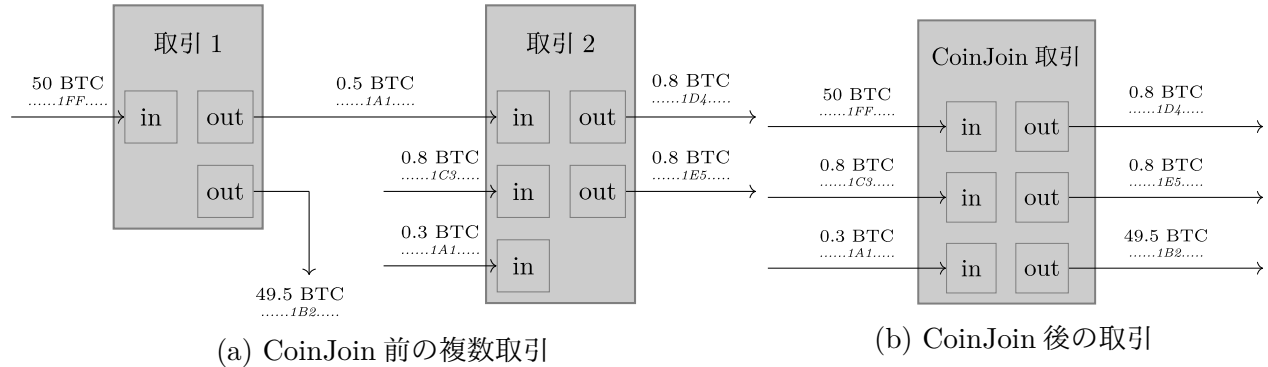 取引 1
50 BTC
......1FF.....
in
out
out
49.5 BTC
......1B2.....
0.5 BTC
......1A1.....
0.8 BTC
......1C3.....
0.3 BTC
......1A1.....
取引 2
in
out
in
out
in
0.8 BTC
......1D4.....
0.8 BTC
......1E5.....
(a) CoinJoin 前の複数取引
CoinJoin 取引
50 BTC
......1FF.....
0.8 BTC
......1C3.....
0.3 BTC
......1A1.....
in
out
in
out
in
out
0.8 BTC
......1D4.....
0.8 BTC
......1E5.....
49.5 BTC
......1B2.....
(b) CoinJoin 後の取引